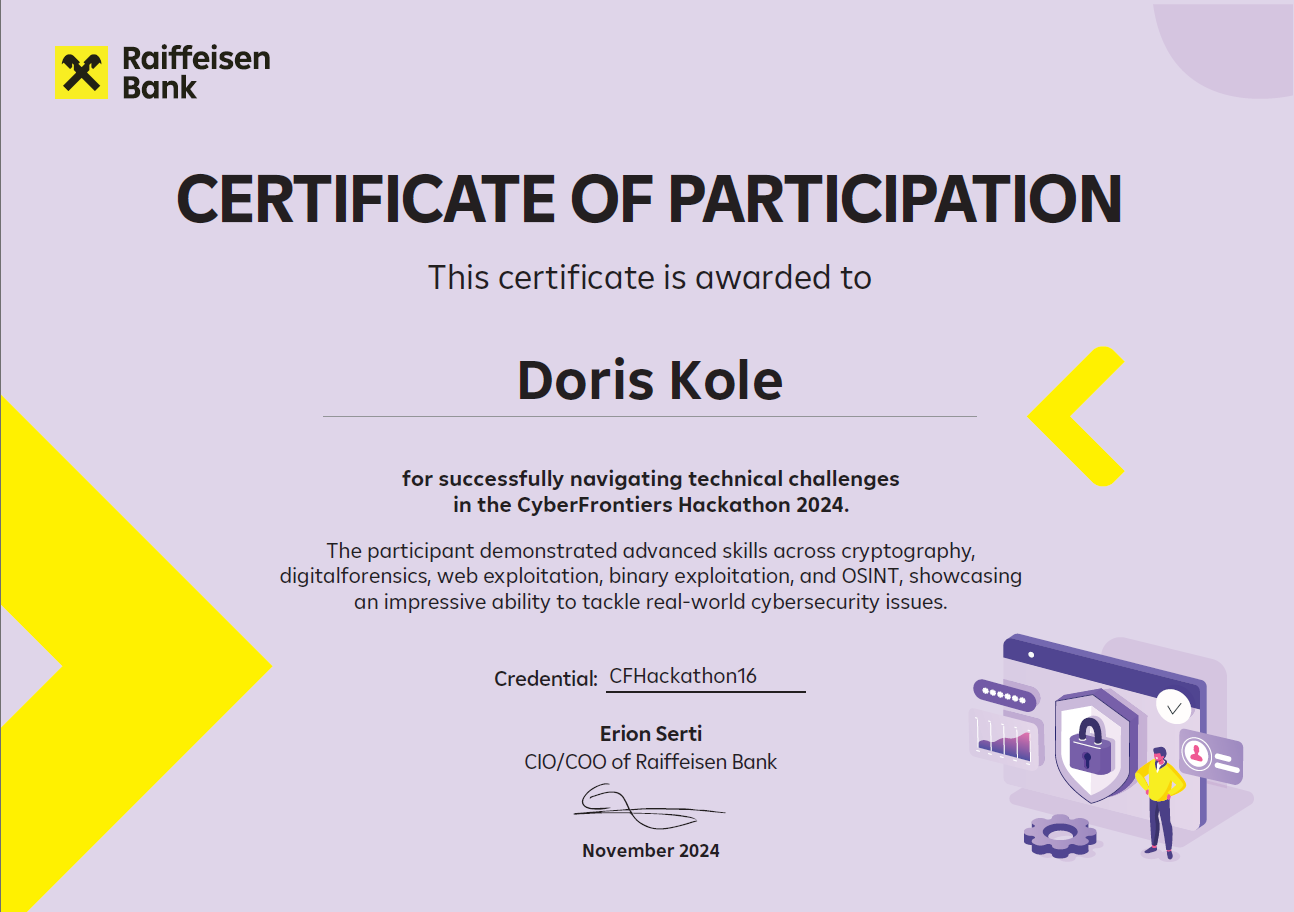 Raiffeisen
Bank
CERTIFICATE OF PARTICIPATION
This certificate is awarded to
Doris Kole
for successfully navigating technical challenges
in the CyberFrontiers Hackathon 2024.
The participant demonstrated advanced skills across cryptography,
digitalforensics, web exploitation, binary exploitation, and OSINT, showcasing
an impressive ability to tackle real-world cybersecurity issues.
Credential: CFHackathon16
Erion Serti
CIO/COO of Raiffeisen Bank
November 2024